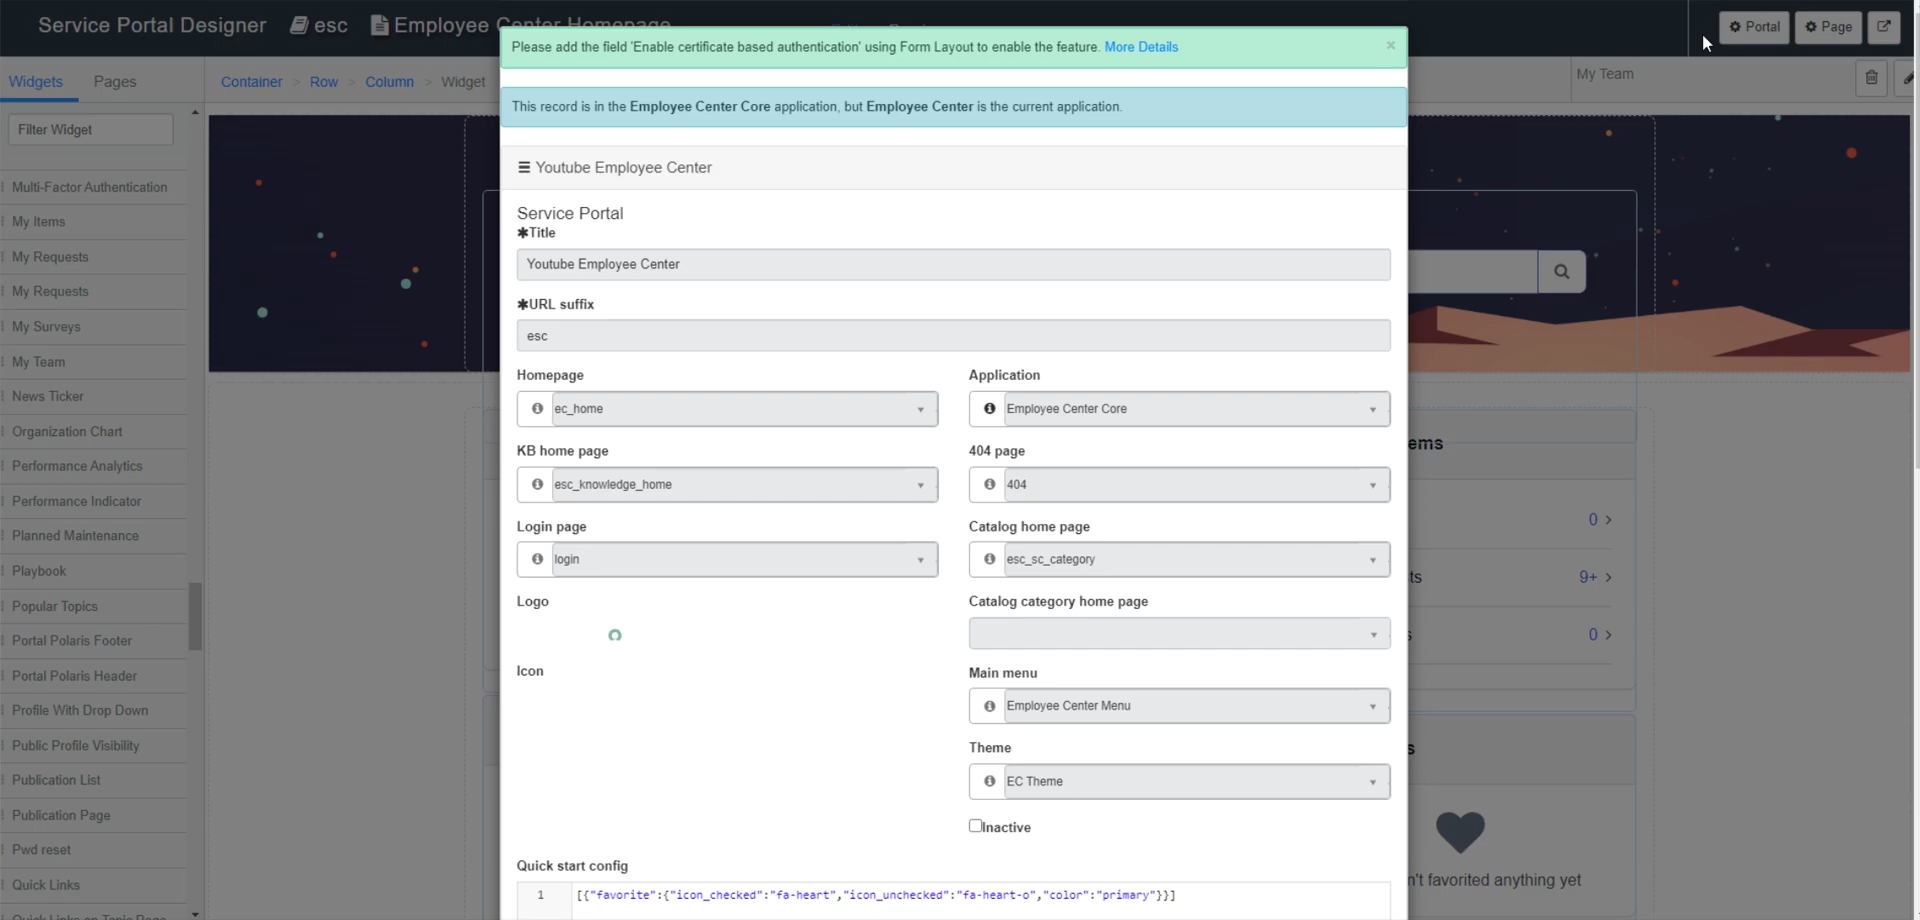 Service Portal Designer
esc
Employee Center Homepage
Portal
Page
Widgets
Pages
Container > Row > Column > Widget
My Team
Filter Widget
Multi-Factor Authentication
My Items
My Requests
My Requests
My Surveys
My Team
News Ticker
Organization Chart
Performance Analytics
Performance Indicator
Planned Maintenance
Playbook
Popular Topics
Portal Polaris Footer
Portal Polaris Header
Profile With Drop Down
Public Profile Visibility
Publication List
Publication Page
Pwd reset
Quick Links
Quick Links on Topic Page
Please add the field 'Enable certificate based authentication' using Form Layout to enable the feature. More Details
×
This record is in the Employee Center Core application, but Employee Center is the current application.
Youtube Employee Center
Service Portal
✱Title
Youtube Employee Center
✱URL suffix
esc
Homepage
ec_home
Application
Employee Center Core
KB home page
esc_knowledge_home
404 page
404
Login page
login
Catalog home page
esc_sc_category
Logo
Catalog category home page
Icon
Main menu
Employee Center Menu
Theme
EC Theme
Inactive
Quick start config
1 [{"favorite":{"icon_checked":"fa-heart","icon_unchecked":"fa-heart-o","color":"primary"}}]
ems
0 >
ts
9+ >
s
0 >
s
n't favorited anything yet